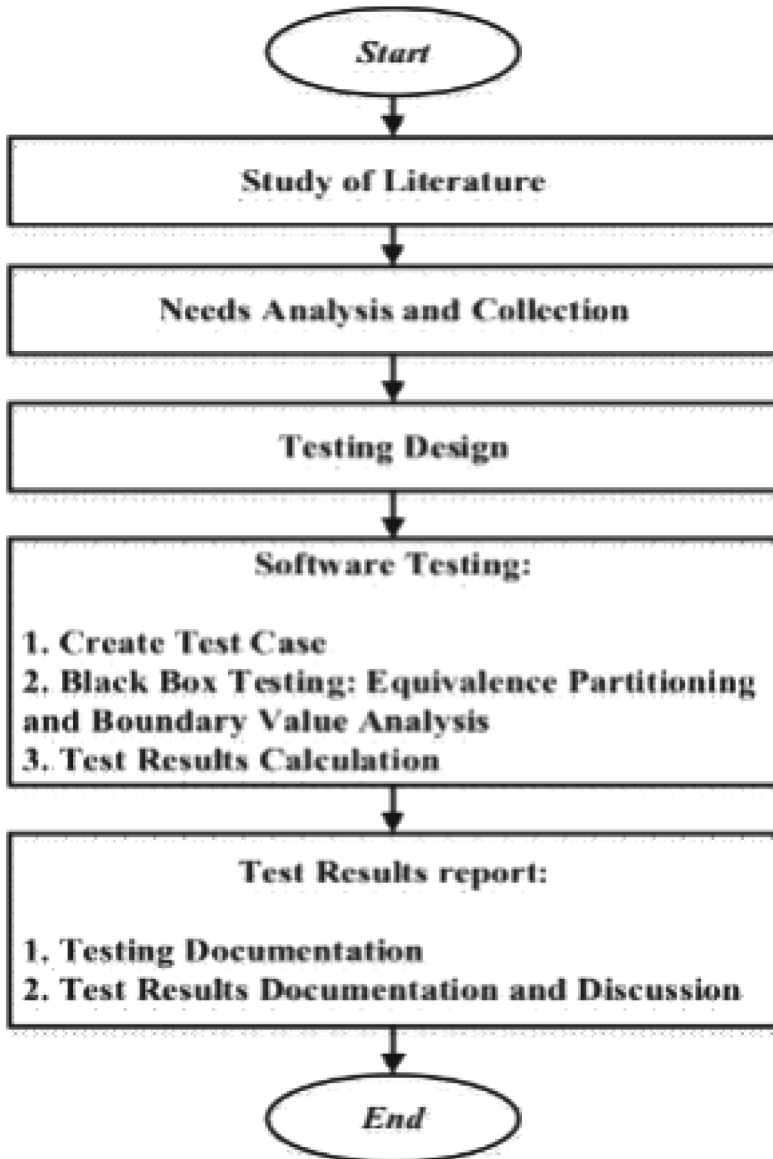 Start
Study of Literature
Needs Analysis and Collection
Testing Design
Software Testing:
1. Create Test Case
2. Black Box Testing: Equivalence Partitioning
and Boundary Value Analysis
3. Test Results Calculation
Test Results report:
1. Testing Documentation
2. Test Results Documentation and Discussion
End